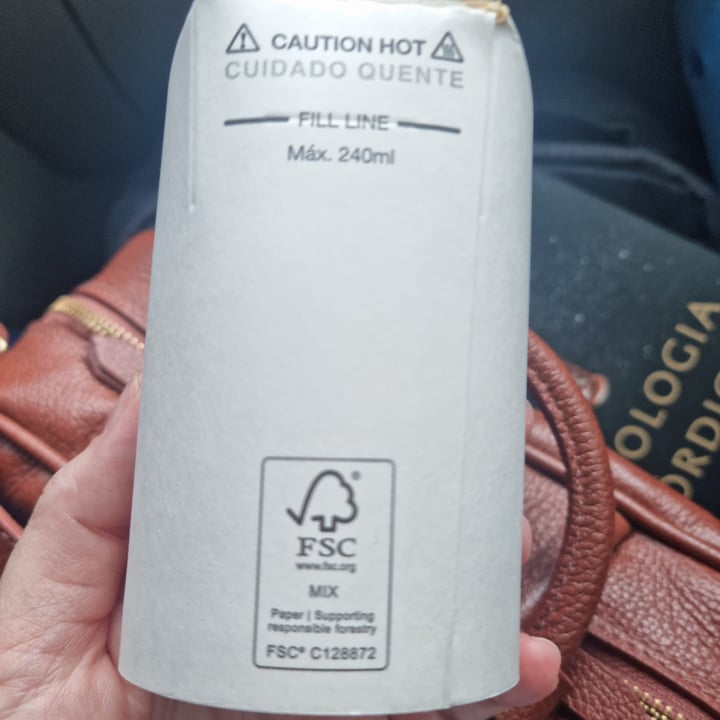 CAUTION HOT
CUIDADO QUENTE
FILL LINE
Máx. 240ml
FSC®
www.fsc.org
MIX
Paper | Supporting
responsible forestry
FSC® C128872
OLOGIA
ORDIC